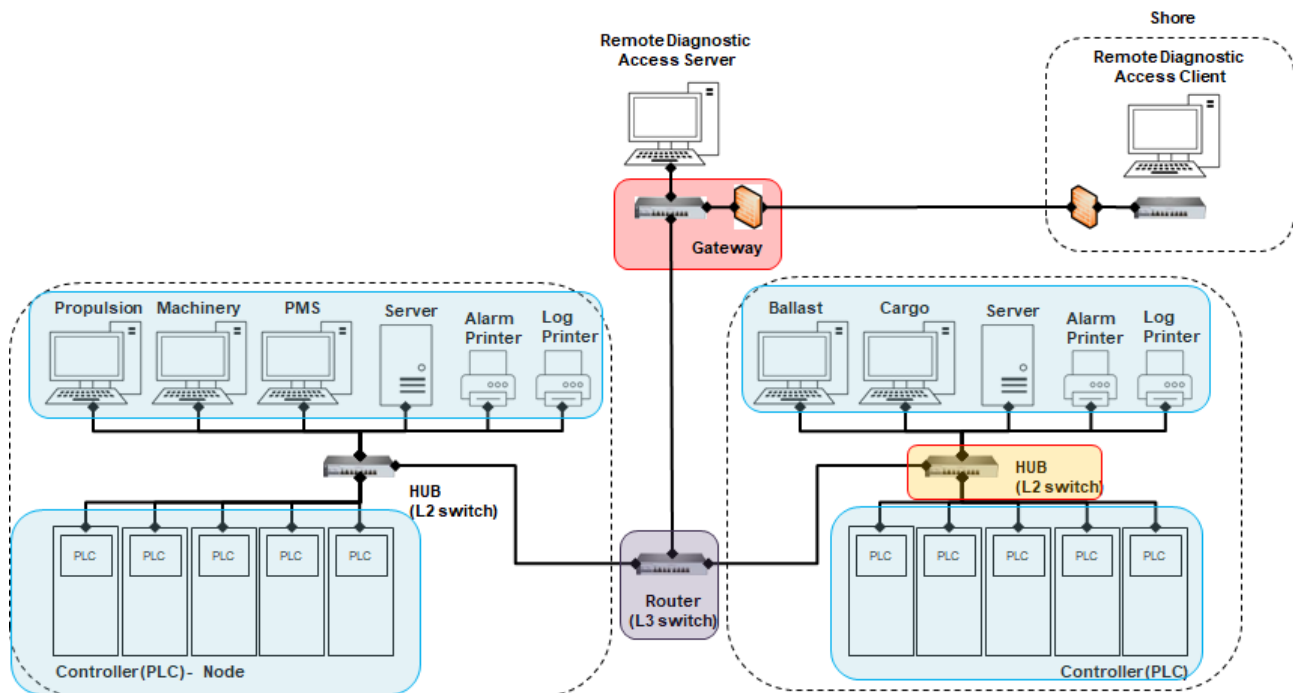 Shore
Remote Diagnostic
Access Server
Remote Diagnostic
Access Client
Gateway
Propulsion
Machinery
PMS
Server
Alarm
Printer
Log
Printer
Ballast
Cargo
Server
Alarm
Printer
Log
Printer
HUB
(L2 switch)
HUB
(L2 switch)
PLC
PLC
PLC
PLC
PLC
PLC
PLC
PLC
PLC
PLC
Router
(L3 switch)
Controller(PLC)- Node
Controller(PLC)